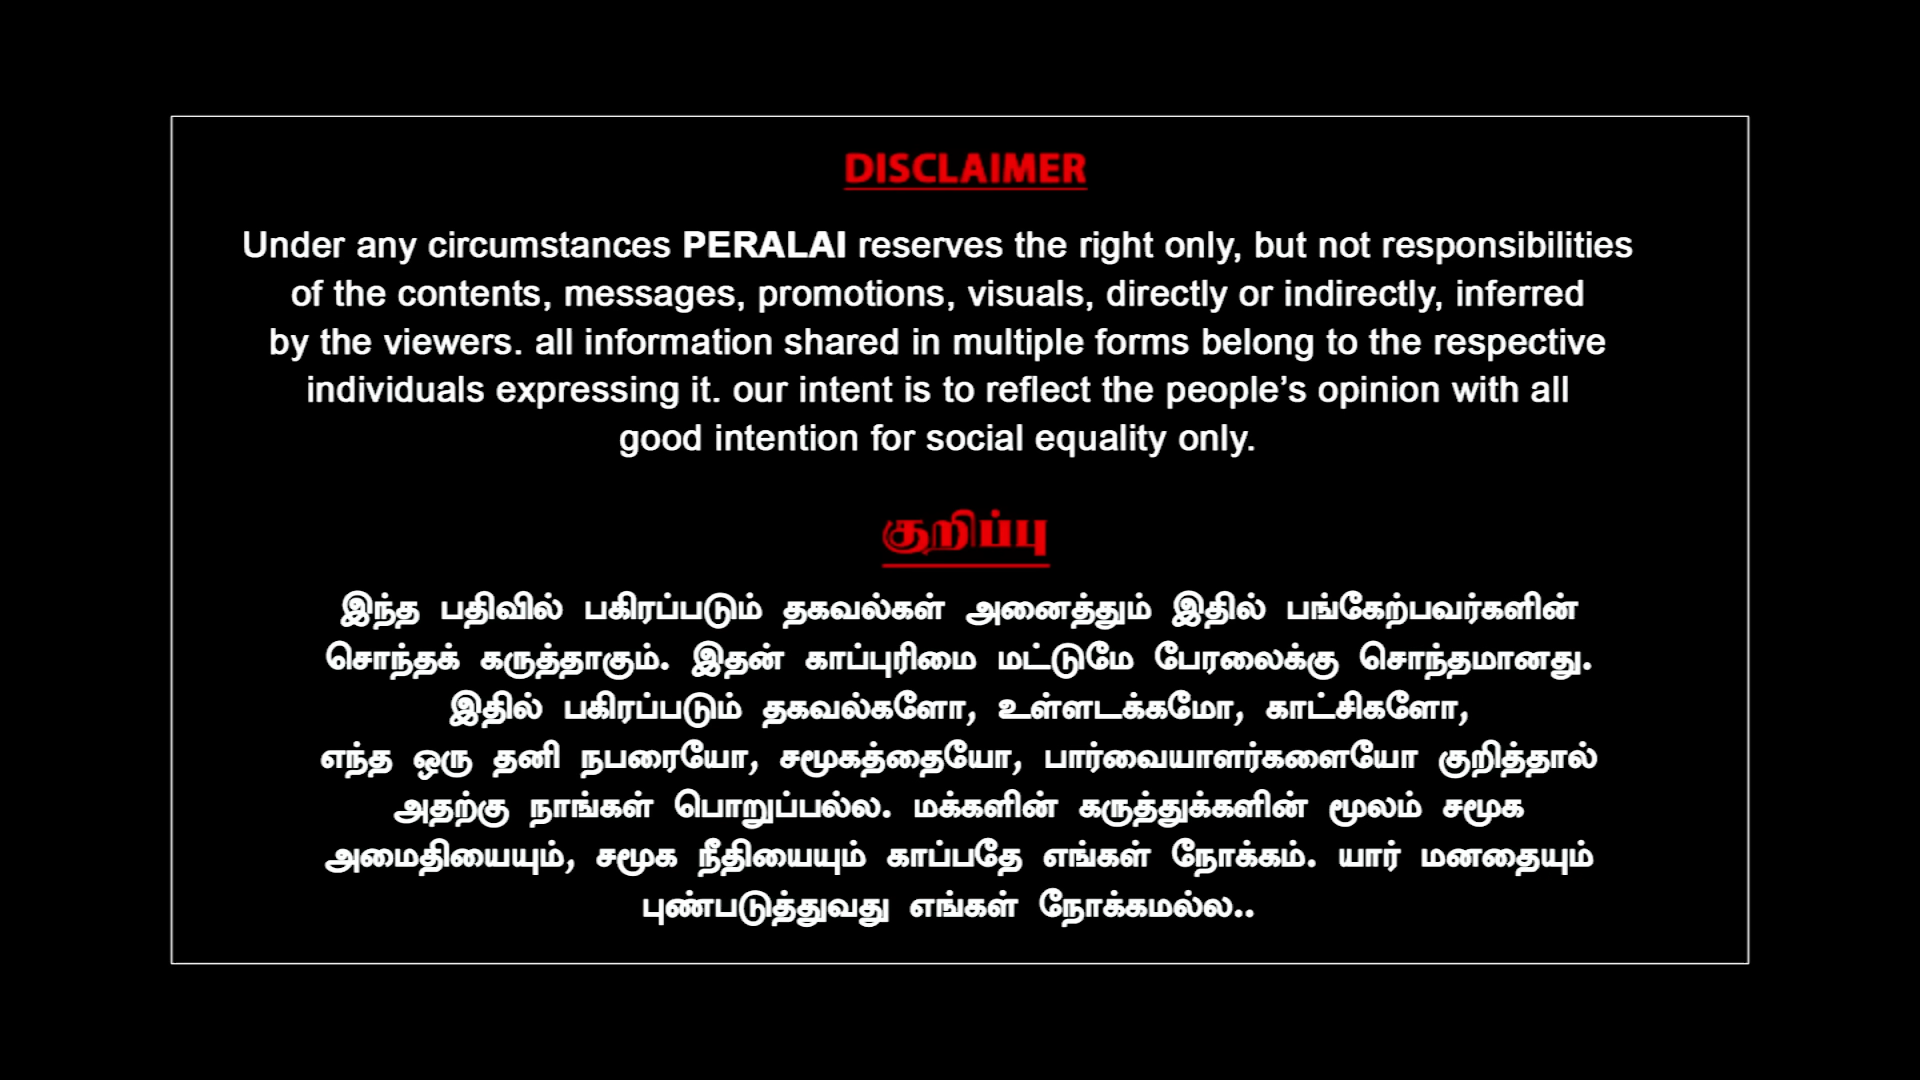 DISCLAIMER
Under any circumstances PERALAI reserves the right only, but not responsibilities
of the contents, messages, promotions, visuals, directly or indirectly, inferred
by the viewers. all information shared in multiple forms belong to the respective
individuals expressing it. our intent is to reflect the people’s opinion with all
good intention for social equality only.
குறிப்பு
இந்த பதிவில் பகிரப்படும் தகவல்கள் அனைத்தும் இதில் பங்கேற்பவர்களின்
சொந்தக் கருத்தாகும். இதன் காப்புரிமை மட்டுமே பேரலைக்கு சொந்தமானது.
இதில் பகிரப்படும் தகவல்களோ, உள்ளடக்கமோ, காட்சிகளோ,
எந்த ஒரு தனி நபரையோ, சமூகத்தையோ, பார்வையாளர்களையோ குறித்தால்
அதற்கு நாங்கள் பொறுப்பல்ல. மக்களின் கருத்துக்களின் மூலம் சமூக
அமைதியையும், சமூக நீதியையும் காப்பதே எங்கள் நோக்கம். யார் மனதையும்
புண்படுத்துவது எங்கள் நோக்கமல்ல..